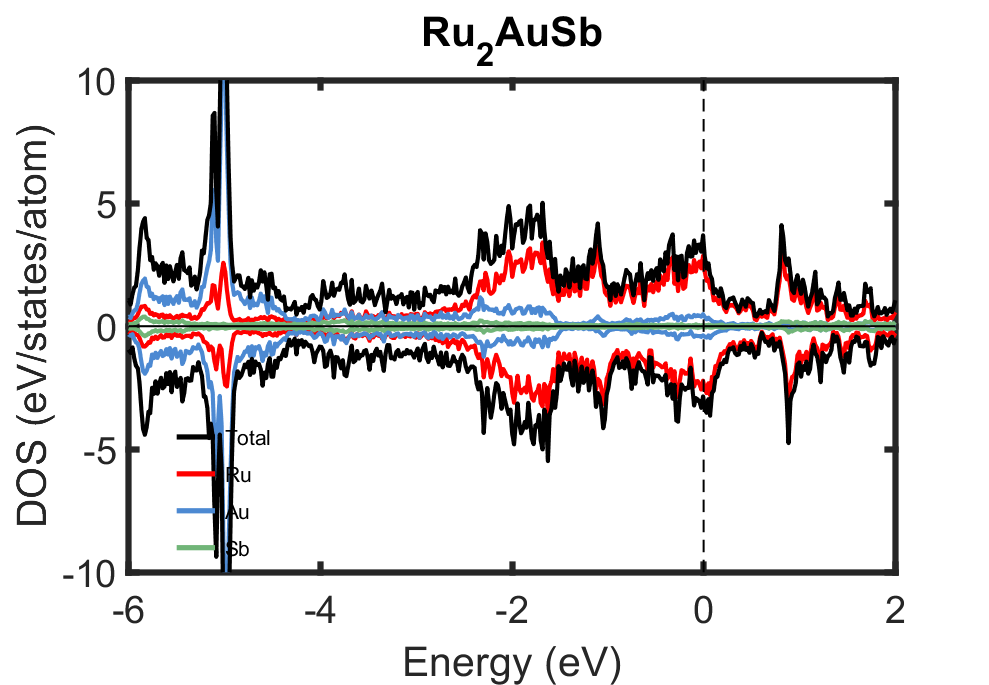 Ru2AuSb
10
5
0
-5
-10
DOS (eV/states/atom)
Total
Ru
Au
Sb
-6 -4 -2 0 2
Energy (eV)